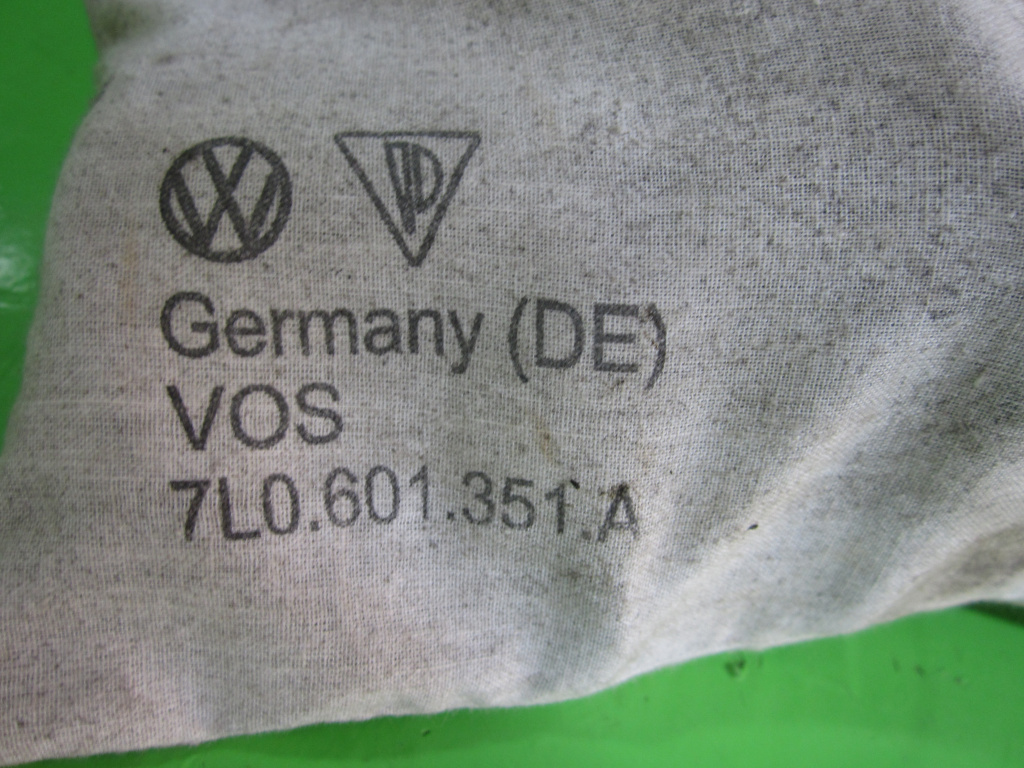 Germany (DE)
VOS
7L0.601.351.A